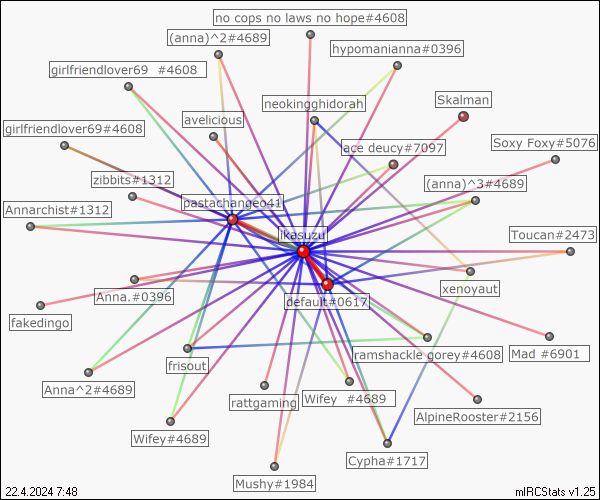 no cops no laws no hope#4608
(anna)^2#4689
hypomanianna#0396
girlfriendlover69 #4608
neokingghidorah
Skalman
avelicious
girlfriendlover69#4608
ace deucy#7097
Soxy Foxy#5076
zibbits#1312
(anna)^3#4689
pastachangeo41
Annarchist#1312
ikasuzu
Toucan#2473
xenoyaut
Anna.#0396
default#0617
fakedingo
ramshackle gorey#4608
Mad #6901
frisout
Anna^2#4689
rattgaming
Wifey #4689
AlpineRooster#2156
Wifey#4689
Cypha#1717
Mushy#1984
22.4.2024 7:48
mIRCStats v1.25